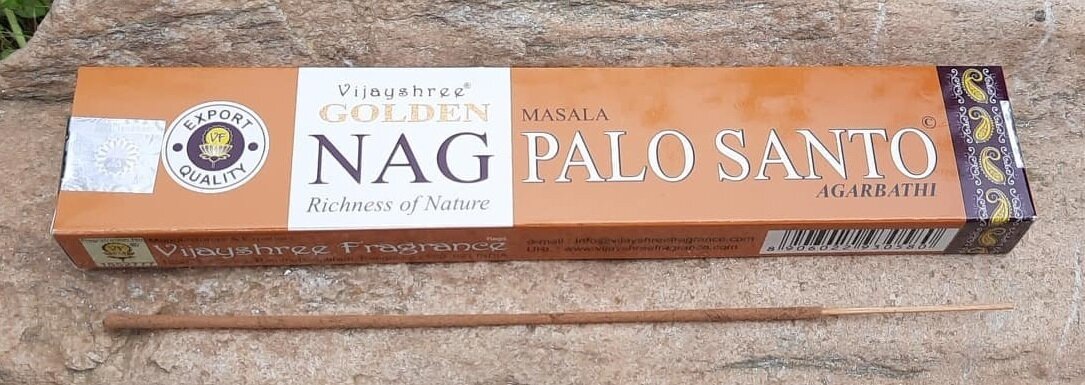 EXPORT
VF
QUALITY
Vijayshree®
GOLDEN
NAG
Richness of Nature
MASALA
PALO SANTO©
AGARBATHI
Vijayshree Fragrance
e-mail : info@vijayshreefragrance.com
URL : www.vijayshreefragrance.com